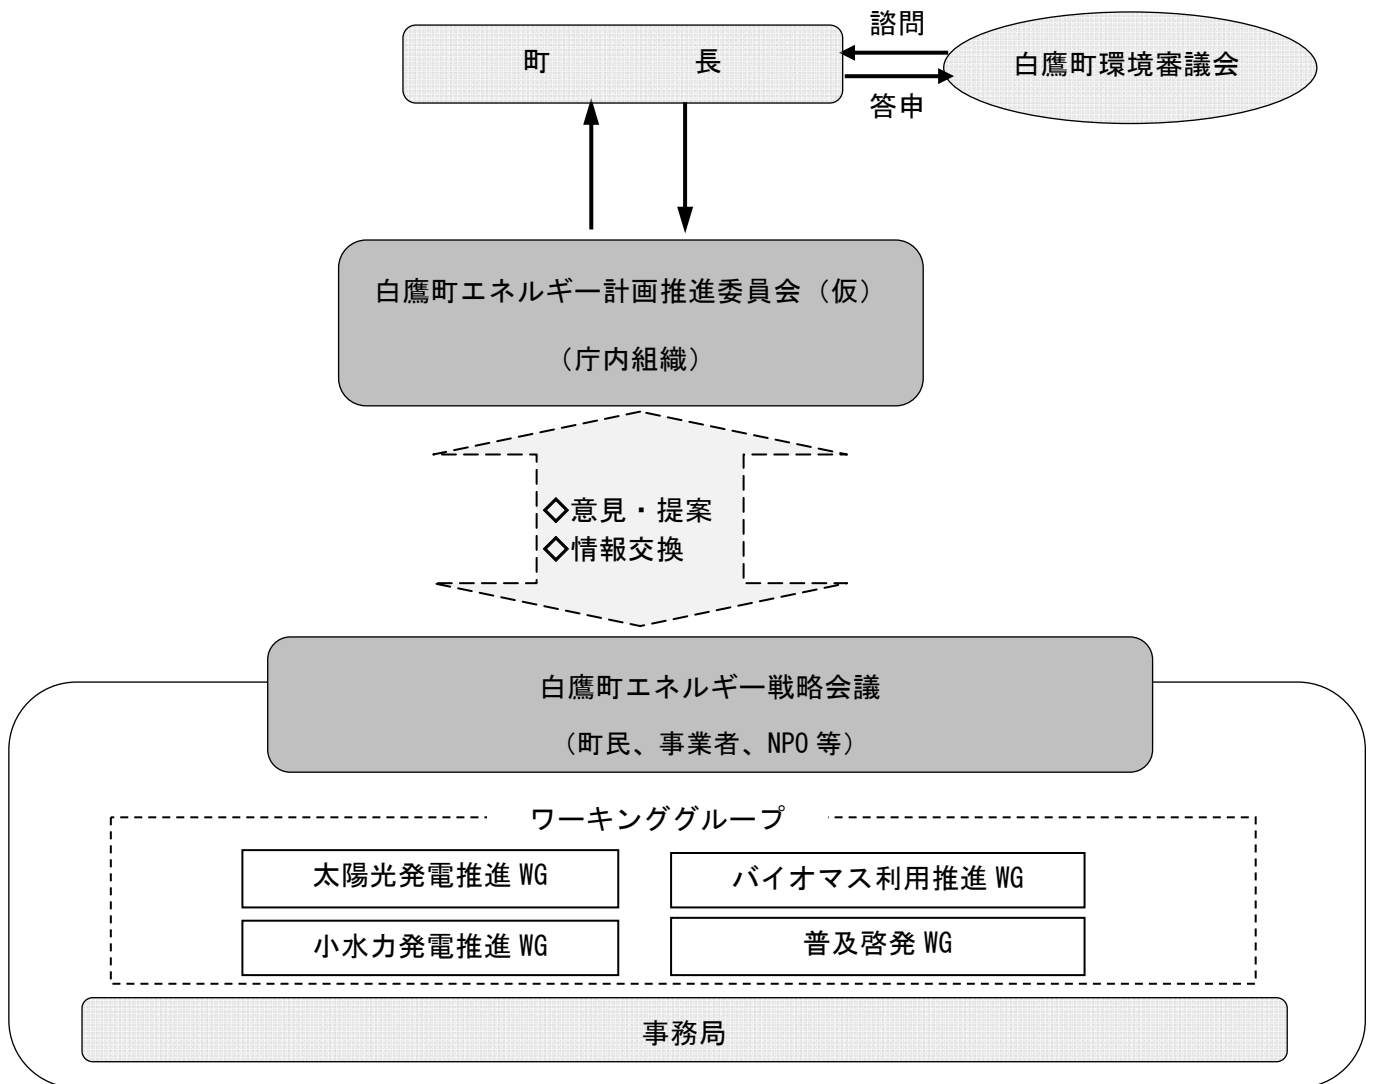 諮問
町　　　長
白鷹町環境審議会
答申
白鷹町エネルギー計画推進委員会（仮）
（庁内組織）
◇意見・提案
◇情報交換
白鷹町エネルギー戦略会議
（町民、事業者、NPO 等）
ワーキンググループ
太陽光発電推進 WG
バイオマス利用推進 WG
小水力発電推進 WG
普及啓発 WG
事務局